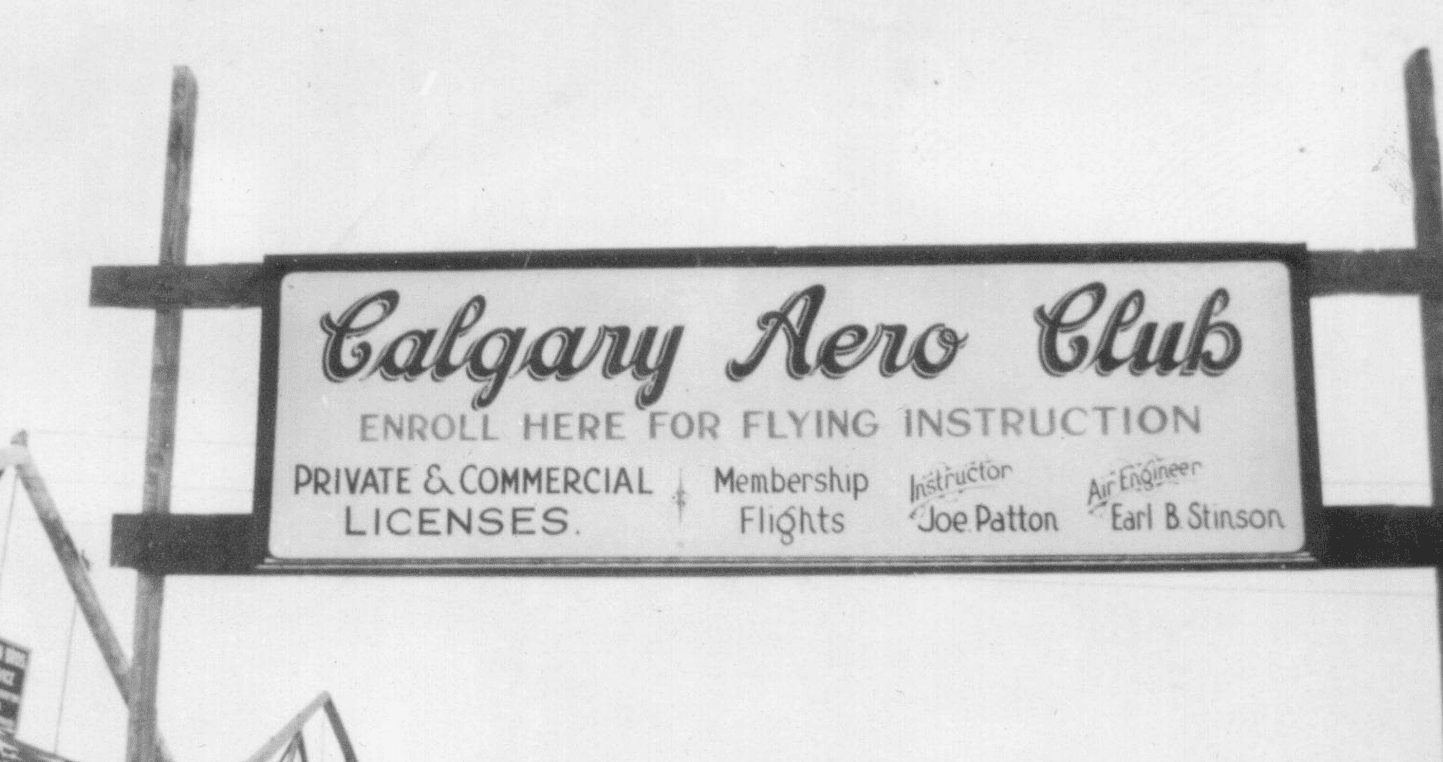 Calgary Aero Club
ENROLL HERE FOR FLYING INSTRUCTION
PRIVATE & COMMERCIAL
LICENSES.
Membership
Flights
Instructor
Joe Patton
Air Engineer
Earl B. Stinson